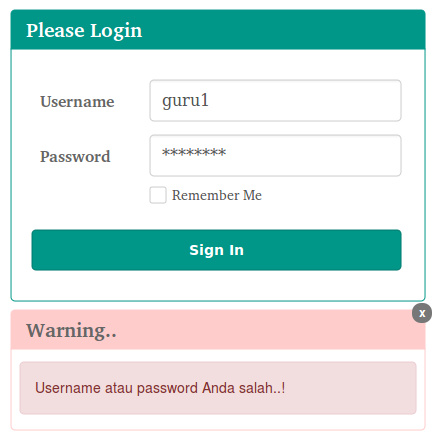 Please Login
Username
guru1
Password
********
Remember Me
Sign In
x
Warning..
Username atau password Anda salah..!